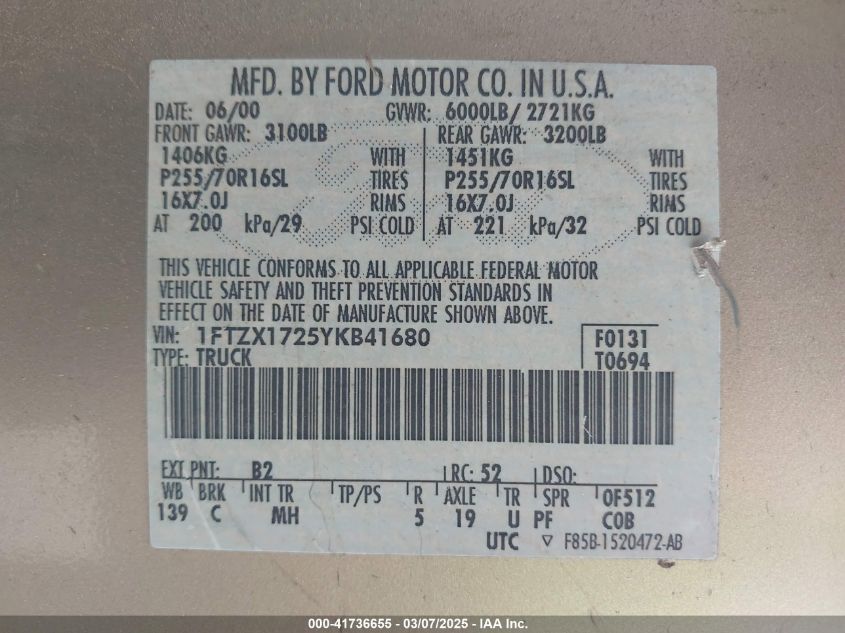 MFD. BY FORD MOTOR CO. IN U.S.A.
DATE: 06/00 GVWR: 6000LB/ 2721KG
FRONT GAWR: 3100LB REAR GAWR: 3200LB
1406KG WITH 1451KG WITH
P255/70R16SL TIRES P255/70R16SL TIRES
16X7.0J RIMS 16X7.0J RIMS
AT 200 kPa/29 PSI COLD AT 221 kPa/32 PSI COLD
THIS VEHICLE CONFORMS TO ALL APPLICABLE FEDERAL MOTOR
VEHICLE SAFETY AND THEFT PREVENTION STANDARDS IN
EFFECT ON THE DATE OF MANUFACTURE SHOWN ABOVE.
VIN: 1FTZX1725YKB41680 F0131
TYPE: TRUCK T0694
EXT PNT: B2 RC: 52 DSO:
WB BRK INT TR TP/PS R AXLE TR SPR 0F512
139 C MH 5 19 U PF COB
UTC ▽ F85B-1520472-AB
000-41736655 - 03/07/2025 - IAA Inc.